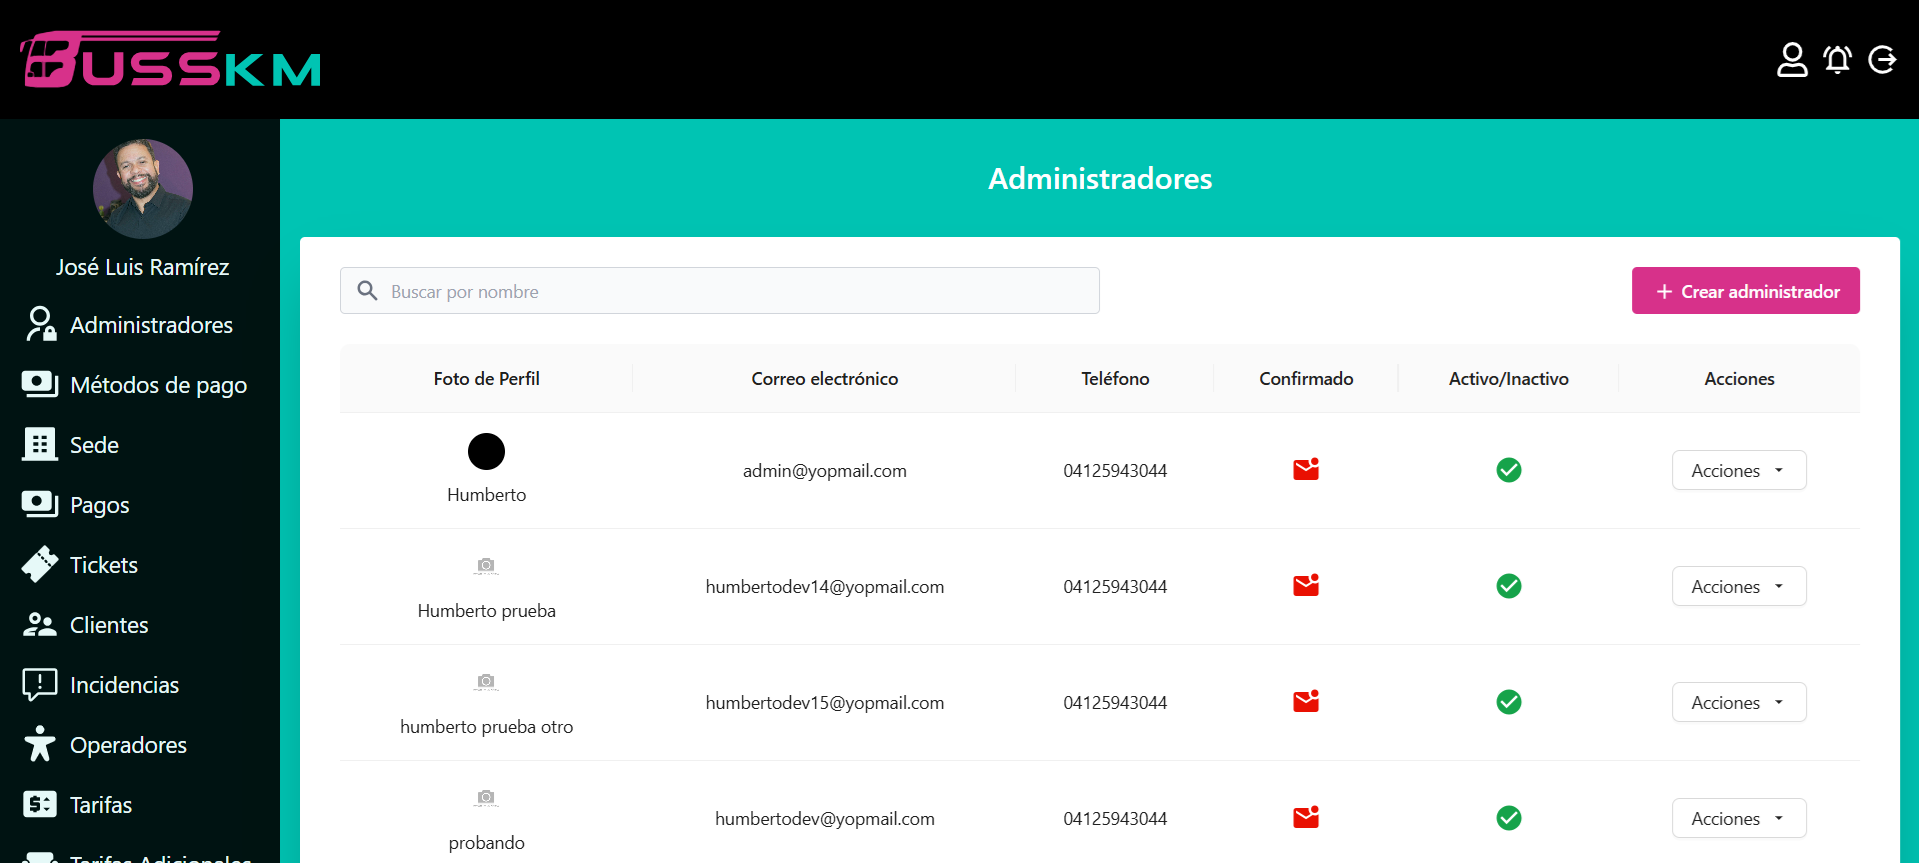 BUSSKM
José Luis Ramírez
Administradores
Métodos de pago
Sede
Pagos
Tickets
Clientes
Incidencias
Operadores
Tarifas
Tarifas Adicionales
Administradores
Buscar por nombre
+ Crear administrador
Foto de Perfil Correo electrónico Teléfono Confirmado Activo/Inactivo Acciones
Humberto admin@yopmail.com 04125943044 Acciones
Humberto prueba humbertodev14@yopmail.com 04125943044 Acciones
humberto prueba otro humbertodev15@yopmail.com 04125943044 Acciones
probando humbertodev@yopmail.com 04125943044 Acciones